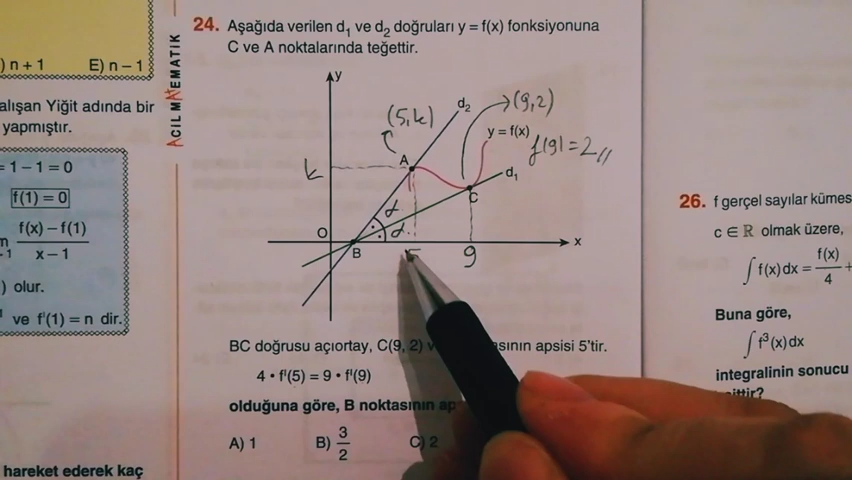 ) n + 1 E) n − 1
alışan Yiğit adında bir
yapmıştır.
= 1 − 1 = 0
f(1) = 0
f(x) − f(1)
x − 1
) olur.
ve f'(1) = n dir.
hareket ederek kaç
ACIL MATEMATIK
24. Aşağıda verilen d₁ ve d₂ doğruları y = f(x) fonksiyonuna
C ve A noktalarında teğettir.
y
d₂
(5,k)
(9,2)
y = f(x)
f(9) = 2
A
k
d₁
C
α
α
O
B
5
9
x
BC doğrusu açıortay, C(9, 2) v
asının apsisi 5'tir.
4 • f'(5) = 9 • f'(9)
olduğuna göre, B noktasının ap
A) 1 B) 3/2 C) 2
26. f gerçel sayılar kümes
c ∈ ℝ olmak üzere,
∫ f(x) dx = f(x)/4 +
Buna göre,
∫ f³(x) dx
integralinin sonucu